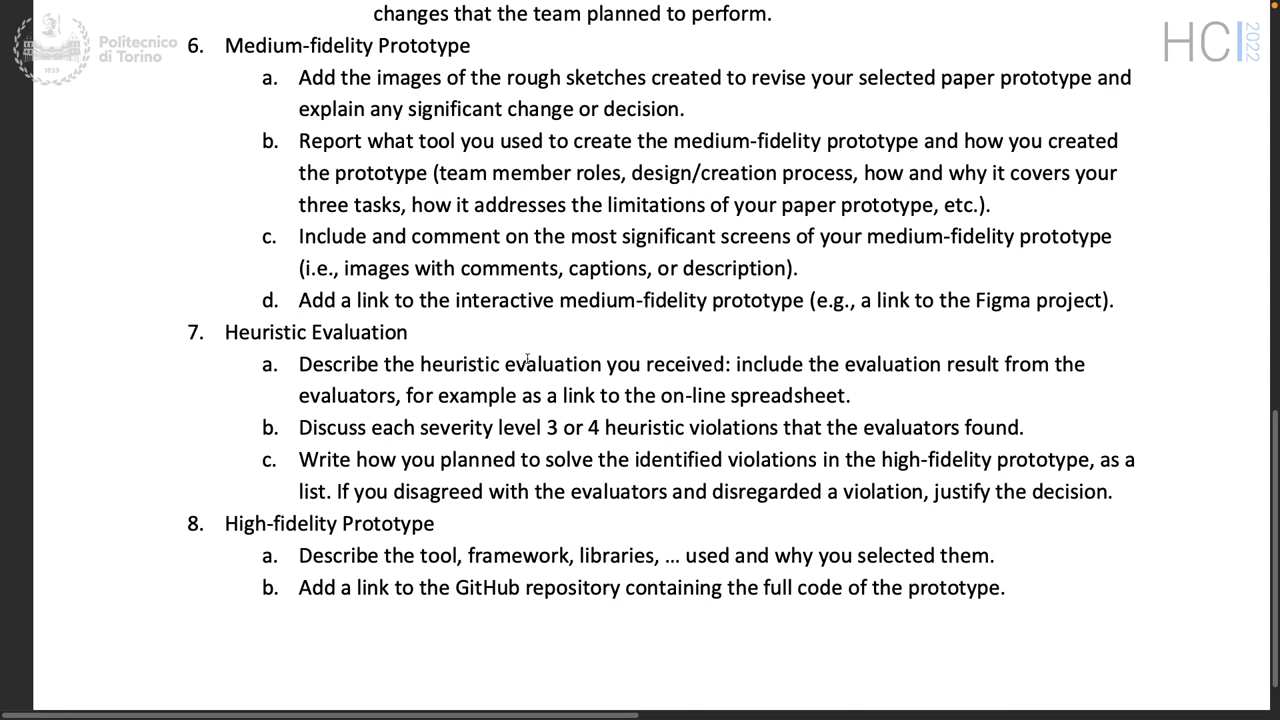 changes that the team planned to perform.
Politecnico
di Torino
1859
HCI 2022
6. Medium-fidelity Prototype
a. Add the images of the rough sketches created to revise your selected paper prototype and
explain any significant change or decision.
b. Report what tool you used to create the medium-fidelity prototype and how you created
the prototype (team member roles, design/creation process, how and why it covers your
three tasks, how it addresses the limitations of your paper prototype, etc.).
c. Include and comment on the most significant screens of your medium-fidelity prototype
(i.e., images with comments, captions, or description).
d. Add a link to the interactive medium-fidelity prototype (e.g., a link to the Figma project).
7. Heuristic Evaluation
a. Describe the heuristic evaluation you received: include the evaluation result from the
evaluators, for example as a link to the on-line spreadsheet.
b. Discuss each severity level 3 or 4 heuristic violations that the evaluators found.
c. Write how you planned to solve the identified violations in the high-fidelity prototype, as a
list. If you disagreed with the evaluators and disregarded a violation, justify the decision.
8. High-fidelity Prototype
a. Describe the tool, framework, libraries, ... used and why you selected them.
b. Add a link to the GitHub repository containing the full code of the prototype.